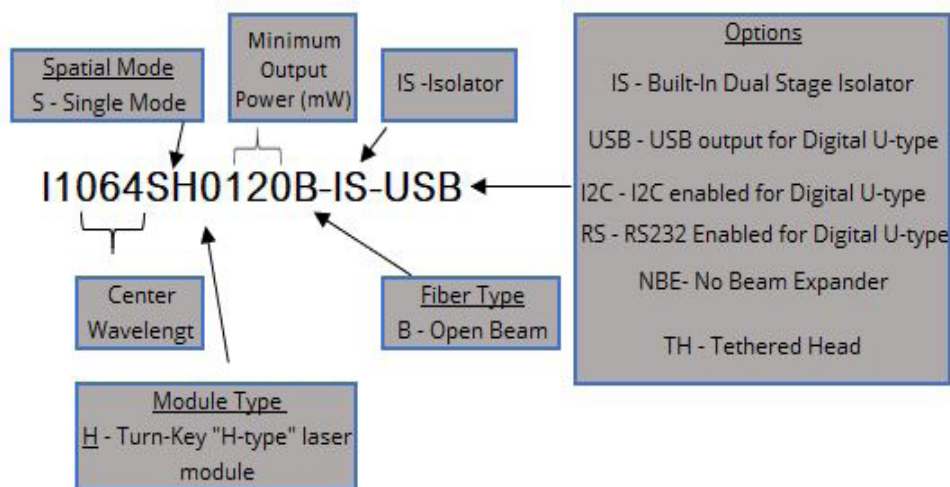 Spatial Mode
S - Single Mode
Minimum
Output
Power (mW)
IS -Isolator
Options
IS - Built-In Dual Stage Isolator
USB - USB output for Digital U-type
I2C - I2C enabled for Digital U-type
RS - RS232 Enabled for Digital U-type
NBE- No Beam Expander
TH - Tethered Head
I1064SH0120B-IS-USB
Center
Wavelengt
Fiber Type
B - Open Beam
Module Type
H - Turn-Key "H-type" laser
module